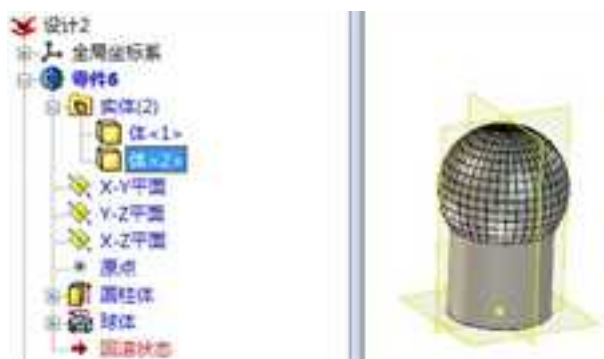 设计2
全局坐标系
零件6
实体(2)
体<1>
体<2>
X-Y平面
Y-Z平面
X-Z平面
原点
圆柱体
球体
回滚状态